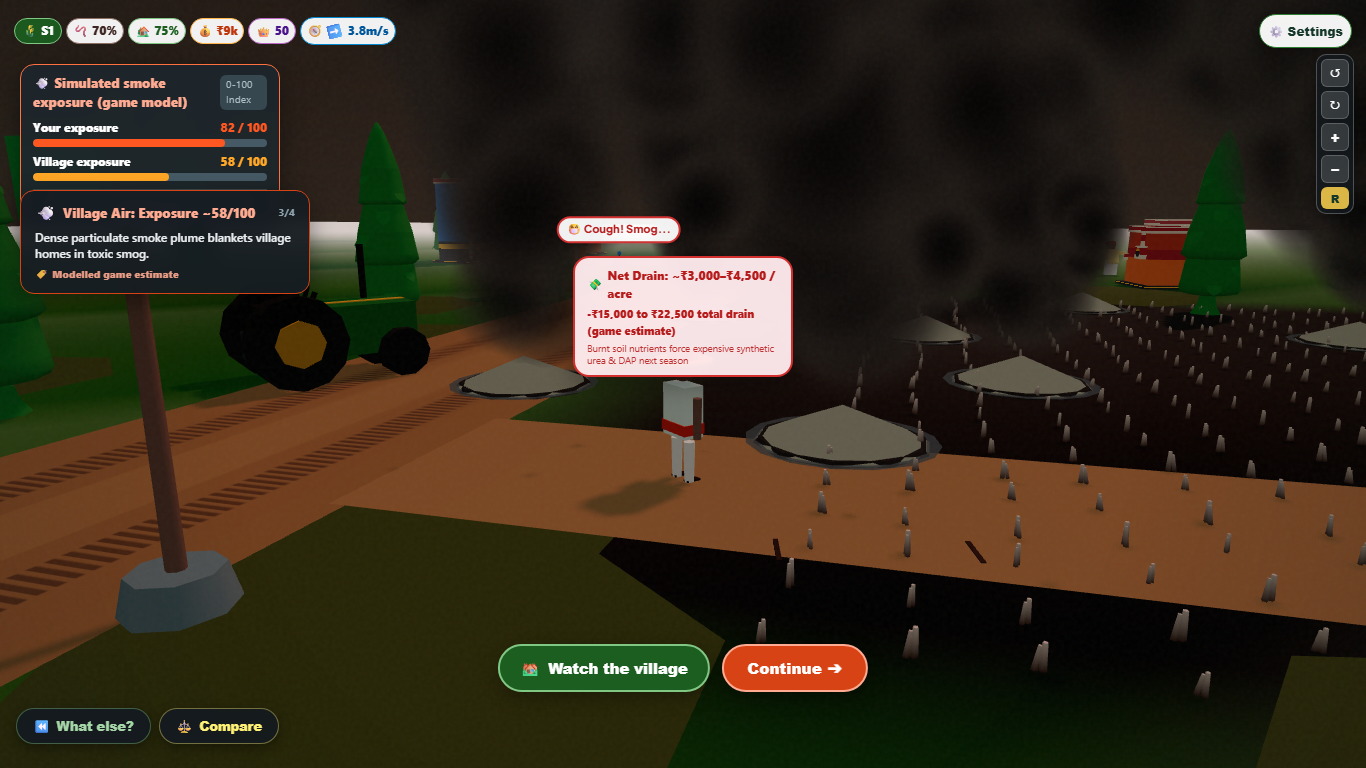 S1
70%
75%
₹9k
50
3.8m/s
Settings
Simulated smoke
exposure (game model)
0-100
Index
Your exposure 82 / 100
Village exposure 58 / 100
Village Air: Exposure ~58/100 3/4
Dense particulate smoke plume blankets village
homes in toxic smog.
Modelled game estimate
Cough! Smog...
Net Drain: ~₹3,000–₹4,500 /
acre
-₹15,000 to ₹22,500 total drain
(game estimate)
Burnt soil nutrients force expensive synthetic
urea & DAP next season
↺
↻
+
−
R
Watch the village
Continue ➔
What else?
Compare